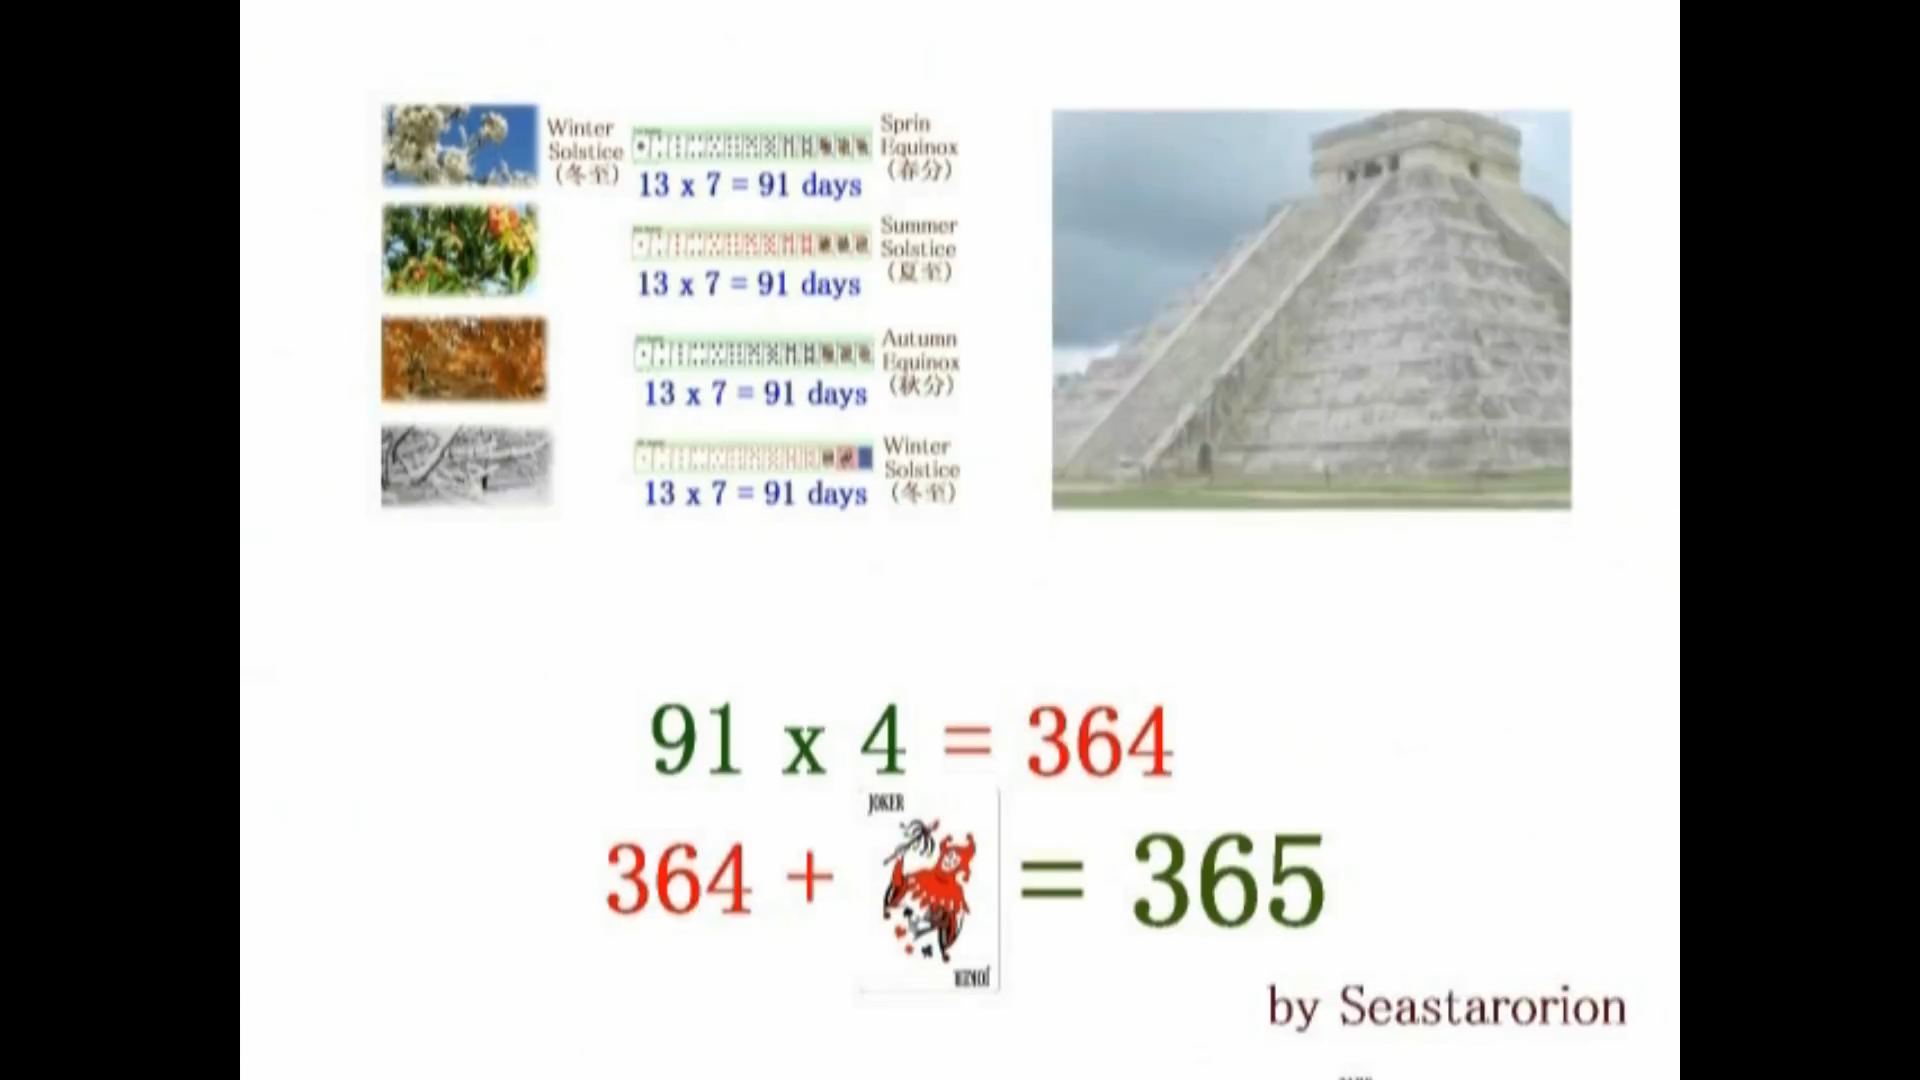 Winter
Solstice
(冬至)
13 x 7 = 91 days
Sprin
Equinox
(春分)
13 x 7 = 91 days
Summer
Solstice
(夏至)
13 x 7 = 91 days
Autumn
Equinox
(秋分)
13 x 7 = 91 days
Winter
Solstice
(冬至)
91 x 4 = 364
JOKER
364 + = 365
JOKER
by Seastarorion